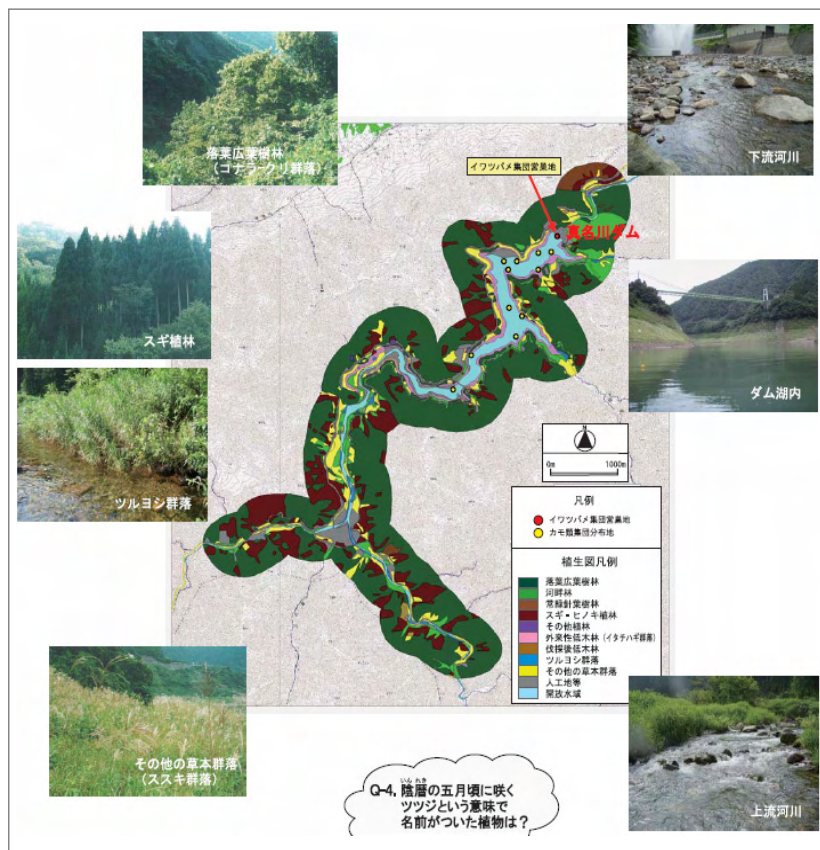 落葉広葉樹林
（コナラ－クリ群落）
下流河川
イワツバメ集団営巣地
真名川ダム
スギ植林
ダム湖内
ツルヨシ群落
N
0m 1000m
凡例
イワツバメ集団営巣地
カモ類集団分布地
植生図凡例
落葉広葉樹林
河畔林
常緑針葉樹林
スギ・ヒノキ植林
その他植林
外来性低木林（イタチハギ群落）
伐採後低木林
ツルヨシ群落
その他の草本群落
人工地等
開放水域
その他の草本群落
（ススキ群落）
いん れき
Q-4. 陰暦の五月頃に咲く
ツツジという意味で
名前がついた植物は？
上流河川